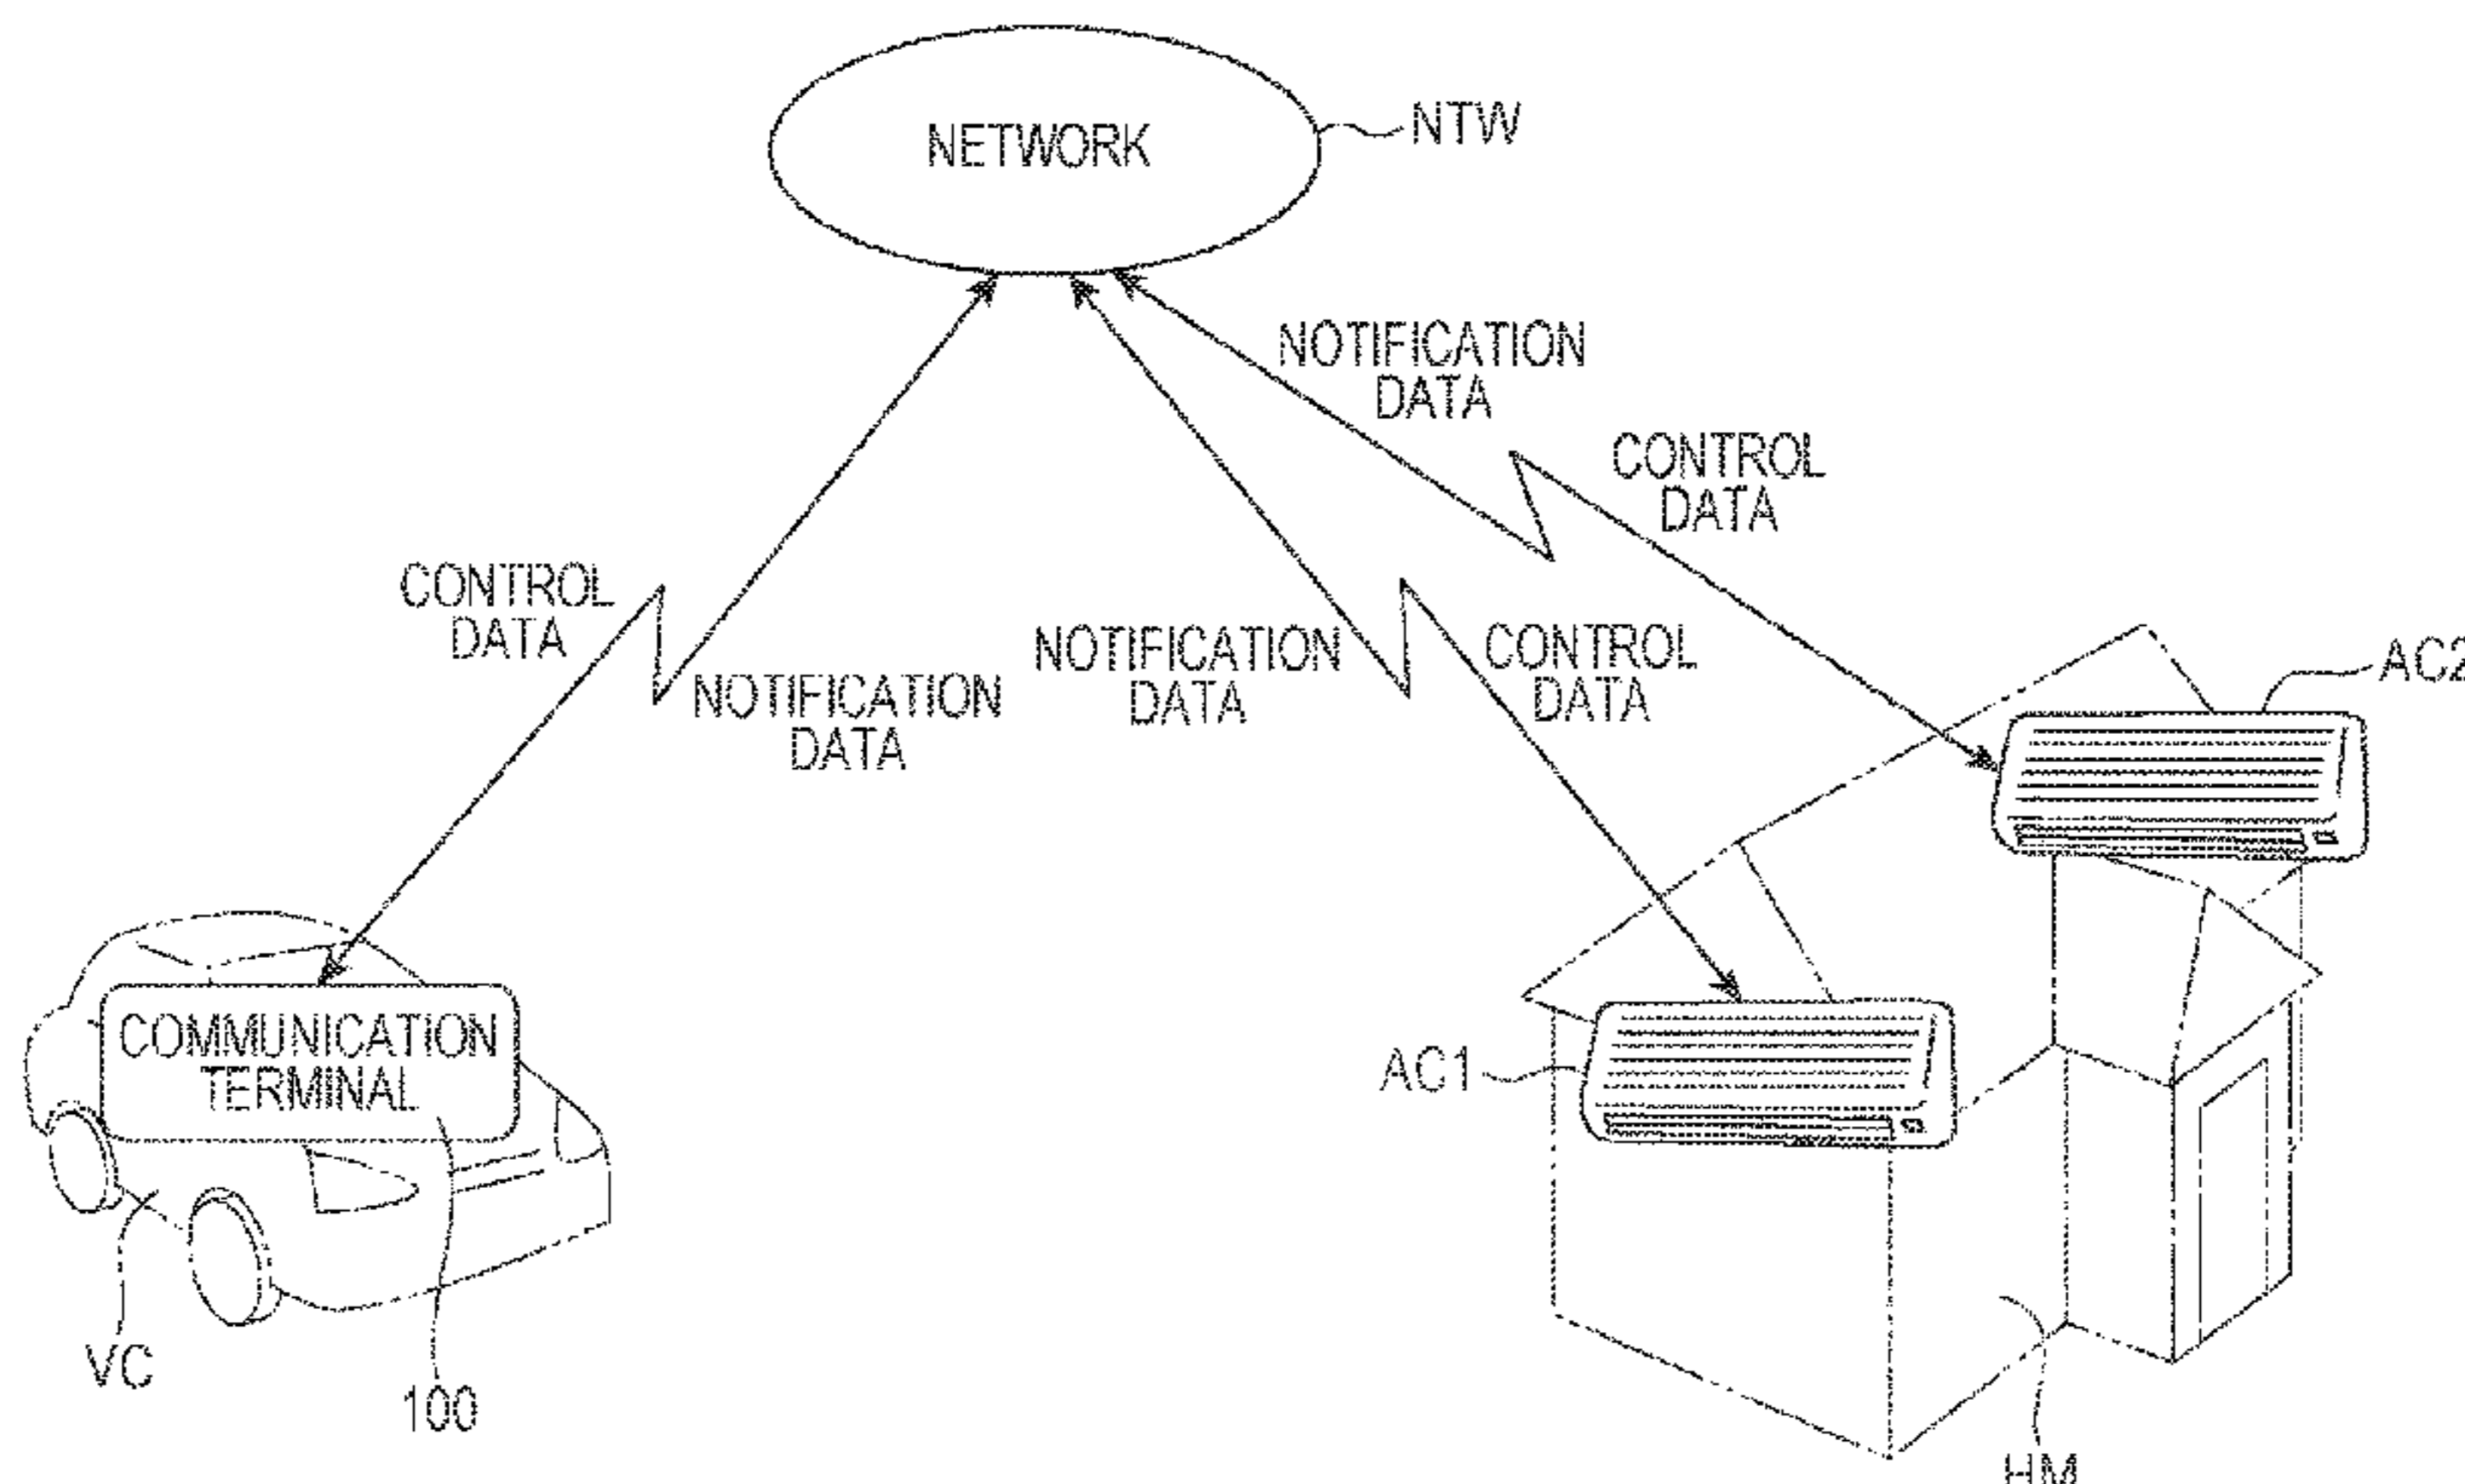 NETWORK
NTW
NOTIFICATION
DATA
CONTROL
DATA
CONTROL
DATA
NOTIFICATION
DATA
NOTIFICATION
DATA
CONTROL
DATA
AC2
COMMUNICATION
TERMINAL
AC1
VC
100
HM